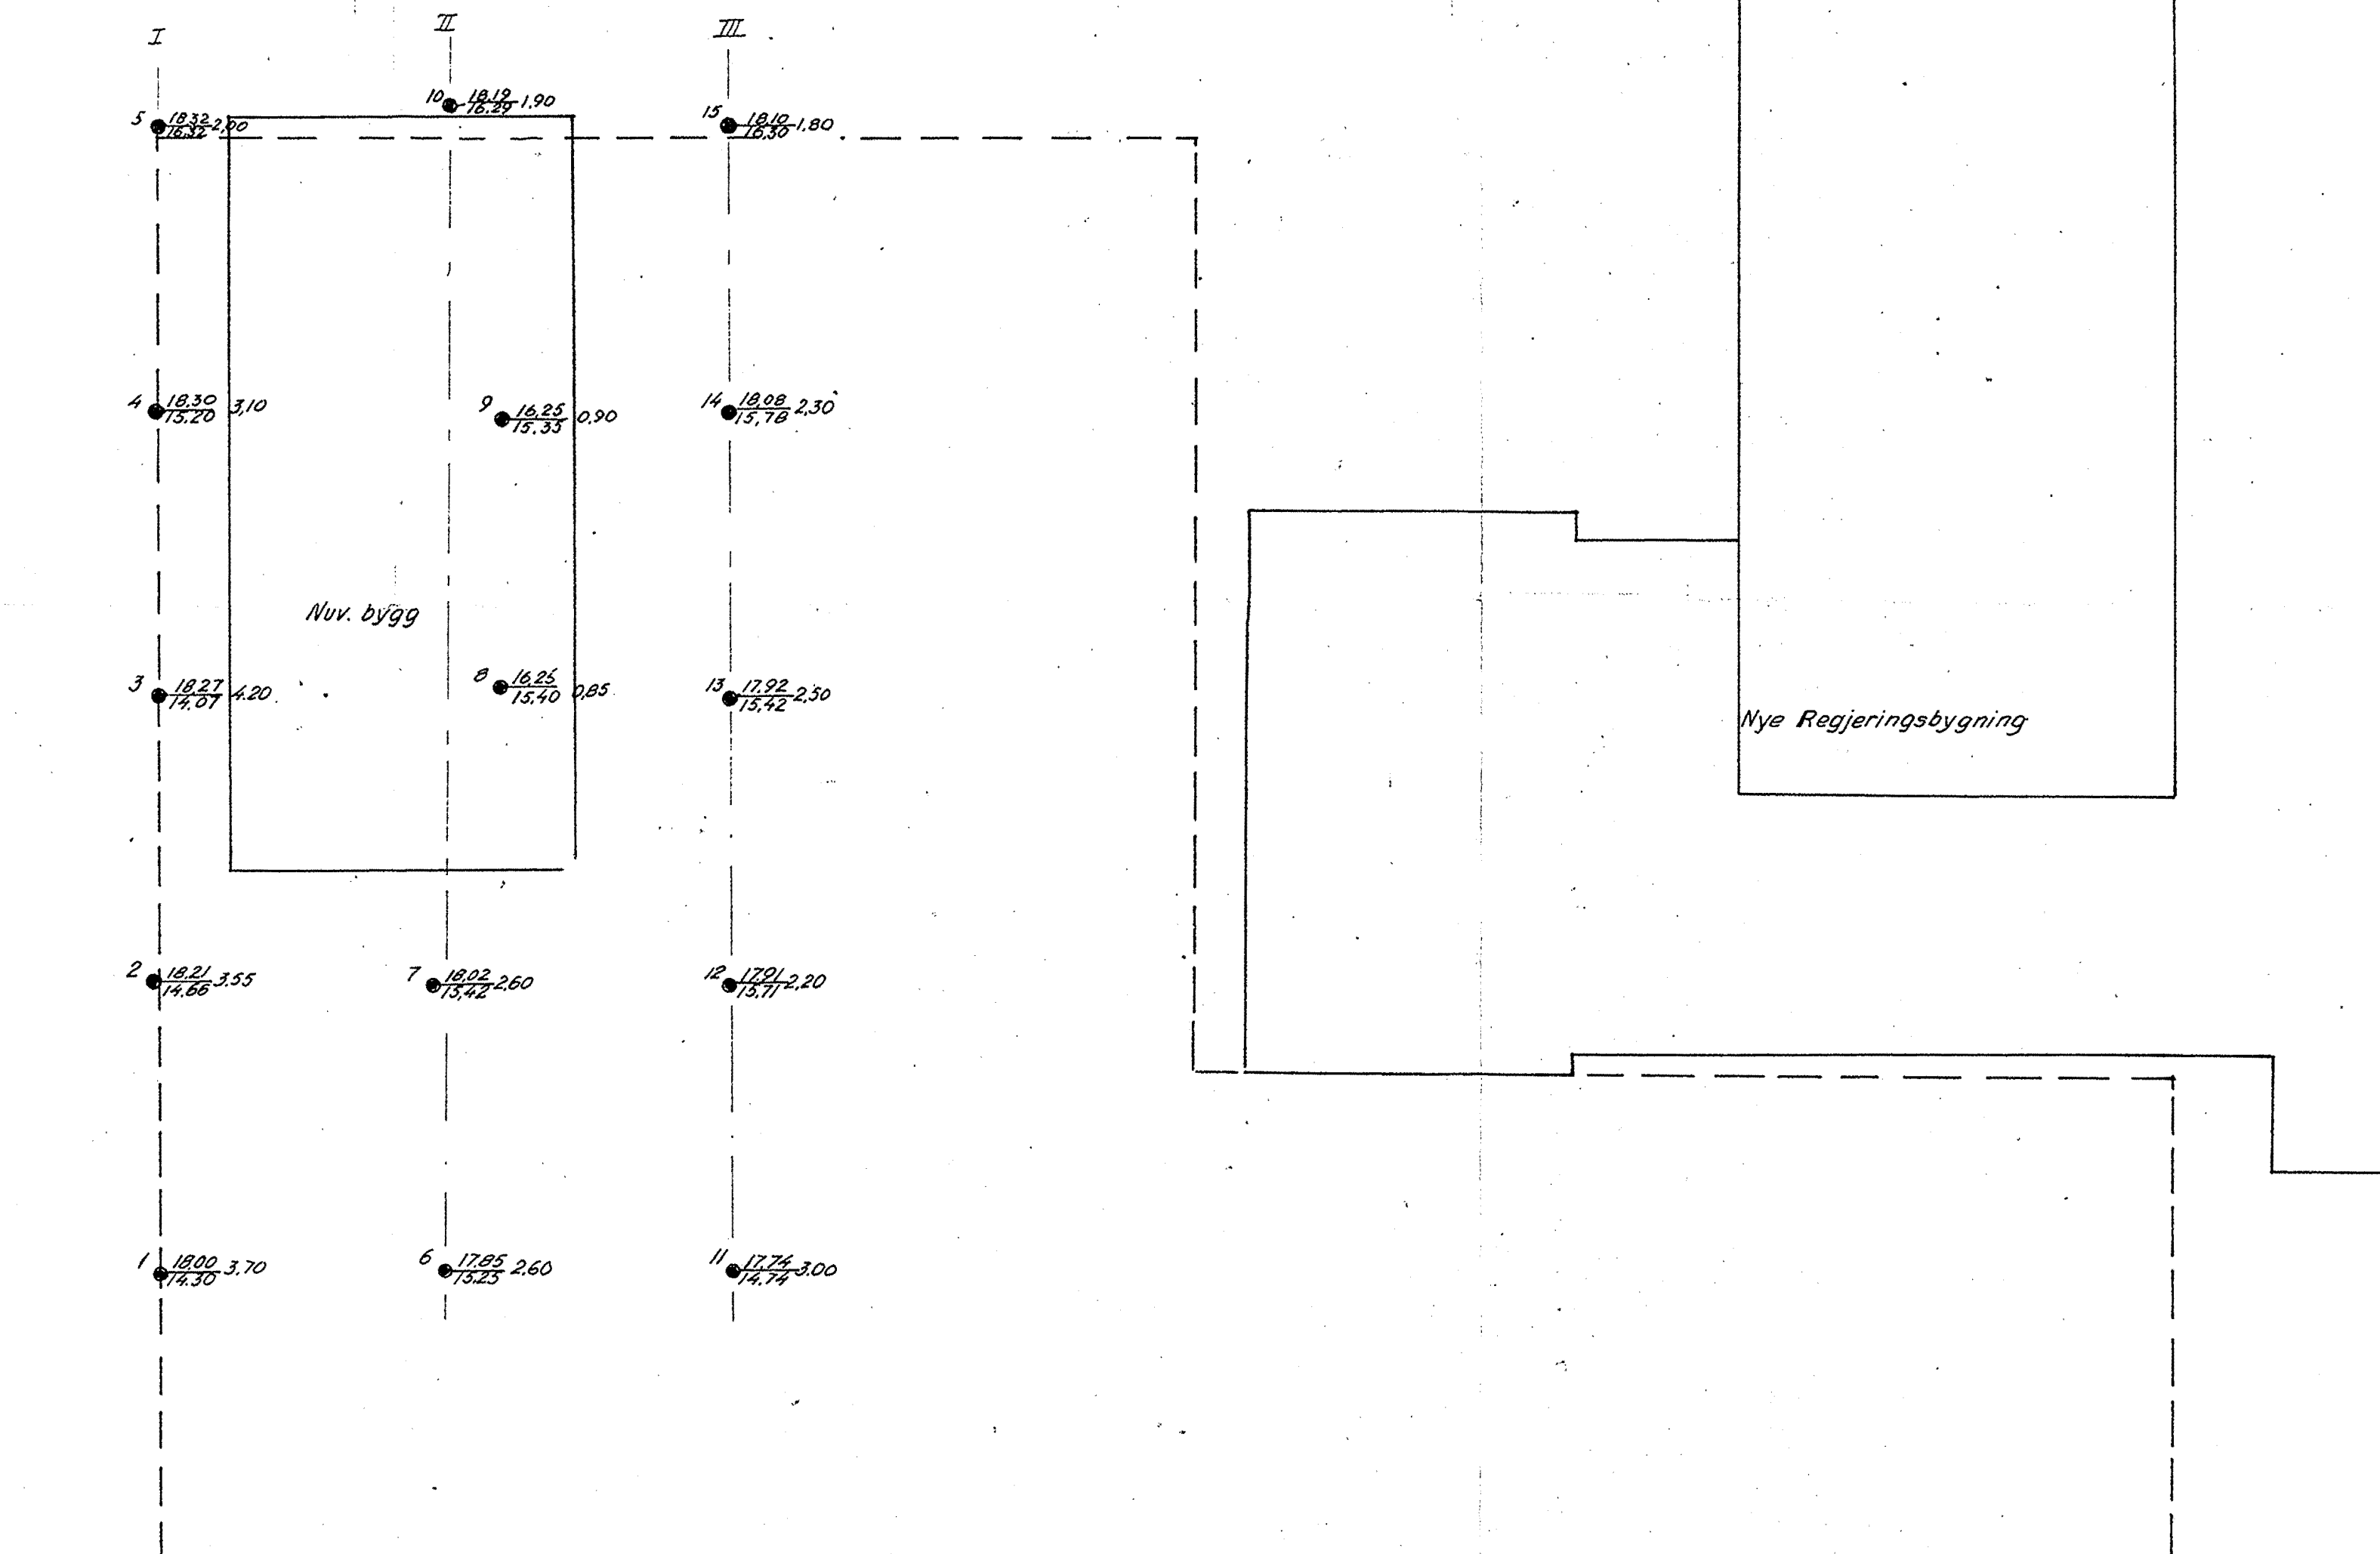 I II III
10 18.19 1.90
16.29
5 18.32 2,00
16.32
15 18.10 1.80
16.30
4 18.30 3,10
15.20
9 16.25 0.90
15.35
14 18.08 2,30
15,78
Nuv. bygg
3 18.27 4.20
14.07
8 16.25 0,85
15.40
13 17.92 2,50
15.42
Nye Regjeringsbygning
2 18.21 3.55
14.66
7 18.02 2,60
15,42
12 17.91 2,20
15.71
1 18.00 3.70
14.30
6 17.85 2.60
15.25
11 17.74 3.00
14.74